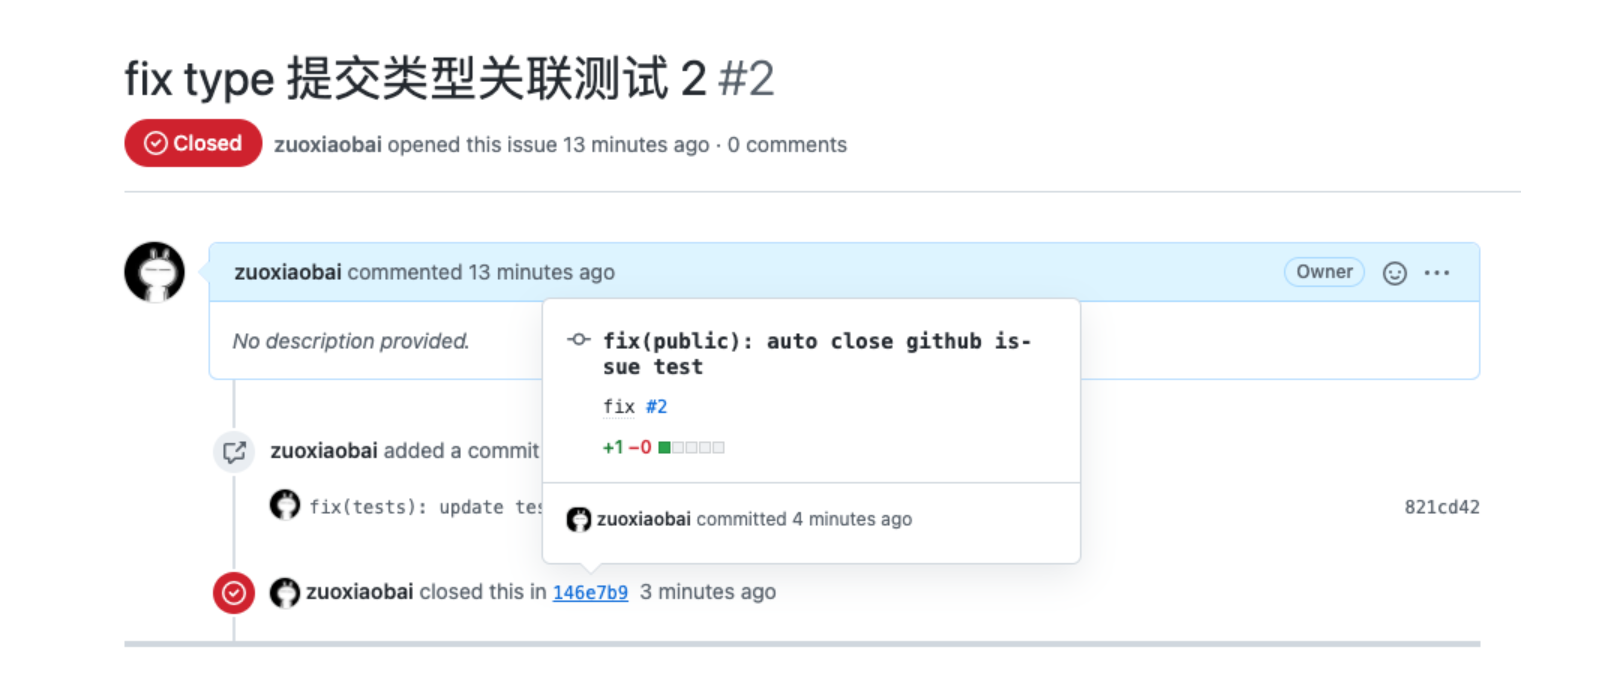 fix type 提交类型关联测试 2 #2
Closed
zuoxiaobai opened this issue 13 minutes ago · 0 comments
zuoxiaobai commented 13 minutes ago
Owner
No description provided.
fix(public): auto close github is-
sue test
fix #2
+1 −0
zuoxiaobai committed 4 minutes ago
zuoxiaobai added a commit
fix(tests): update
821cd42
zuoxiaobai closed this in 146e7b9 3 minutes ago